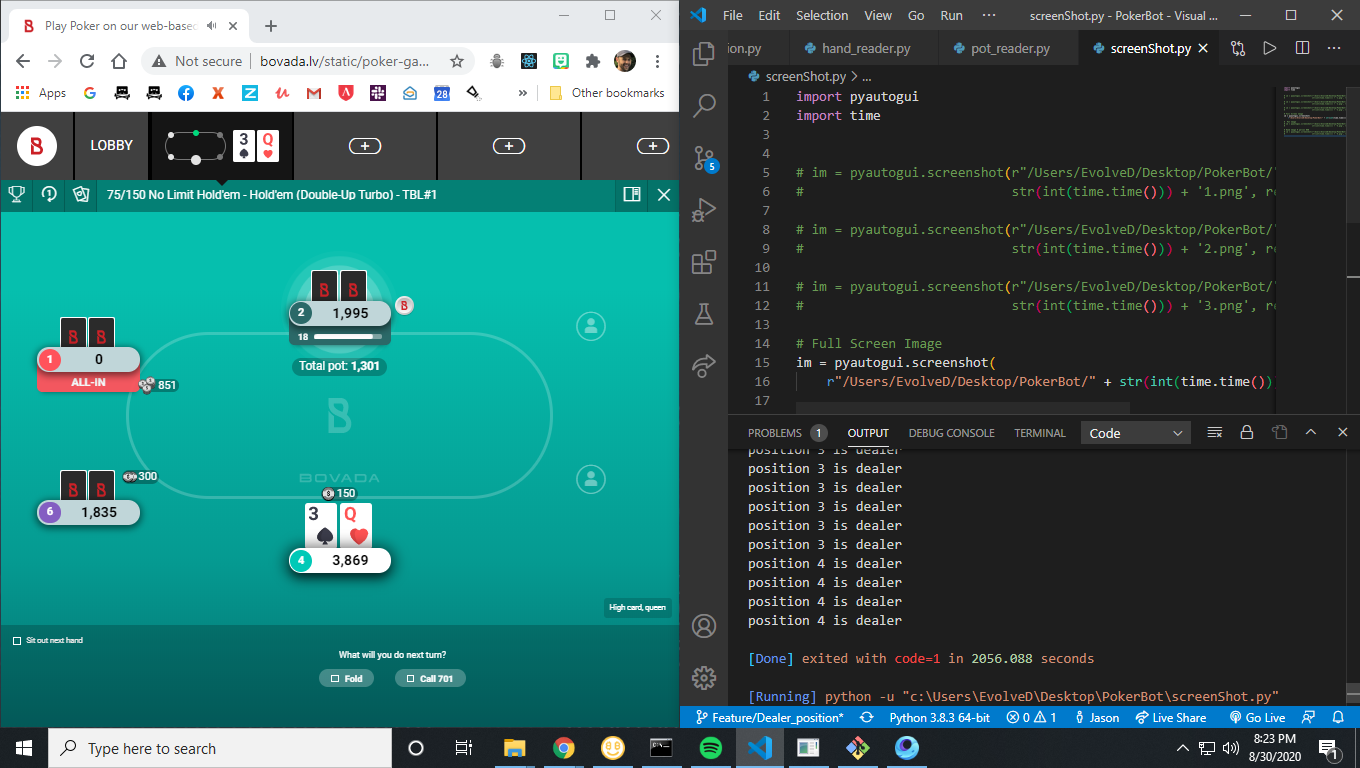 Play Poker on our web-based
Not secure
bovada.lv/static/poker-ga...
Apps
28
Other bookmarks
LOBBY
3 Q
75/150 No Limit Hold'em - Hold'em (Double-Up Turbo) - TBL#1
2 1,995
18
Total pot: 1,301
1 0
ALL-IN
851
BOVADA
300
6 1,835
150
3 Q
4 3,869
High card, queen
Sit out next hand
What will you do next turn?
Fold
Call 701
File Edit Selection View Go Run ···
screenShot.py - PokerBot - Visual ...
ion.py
hand_reader.py
pot_reader.py
screenShot.py
screenShot.py > ...
1 import pyautogui
2 import time
3
4
5 # im = pyautogui.screenshot(r"/Users/EvolveD/Desktop/PokerBot/"
6 # str(int(time.time())) + '1.png', re
7
8 # im = pyautogui.screenshot(r"/Users/EvolveD/Desktop/PokerBot/"
9 # str(int(time.time())) + '2.png', re
10
11 # im = pyautogui.screenshot(r"/Users/EvolveD/Desktop/PokerBot/"
12 # str(int(time.time())) + '3.png', re
13
14 # Full Screen Image
15 im = pyautogui.screenshot(
16 r"/Users/EvolveD/Desktop/PokerBot/" + str(int(time.time())
17
5
PROBLEMS 1 OUTPUT DEBUG CONSOLE TERMINAL Code
position 3 is dealer
position 3 is dealer
position 3 is dealer
position 3 is dealer
position 3 is dealer
position 3 is dealer
position 4 is dealer
position 4 is dealer
position 4 is dealer
position 4 is dealer
[Done] exited with code=1 in 2056.088 seconds
[Running] python -u "c:\Users\EvolveD\Desktop\PokerBot\screenShot.py"
Feature/Dealer_position* Python 3.8.3 64-bit 0 1 Jason Live Share Go Live
Type here to search
8:23 PM
8/30/2020
1